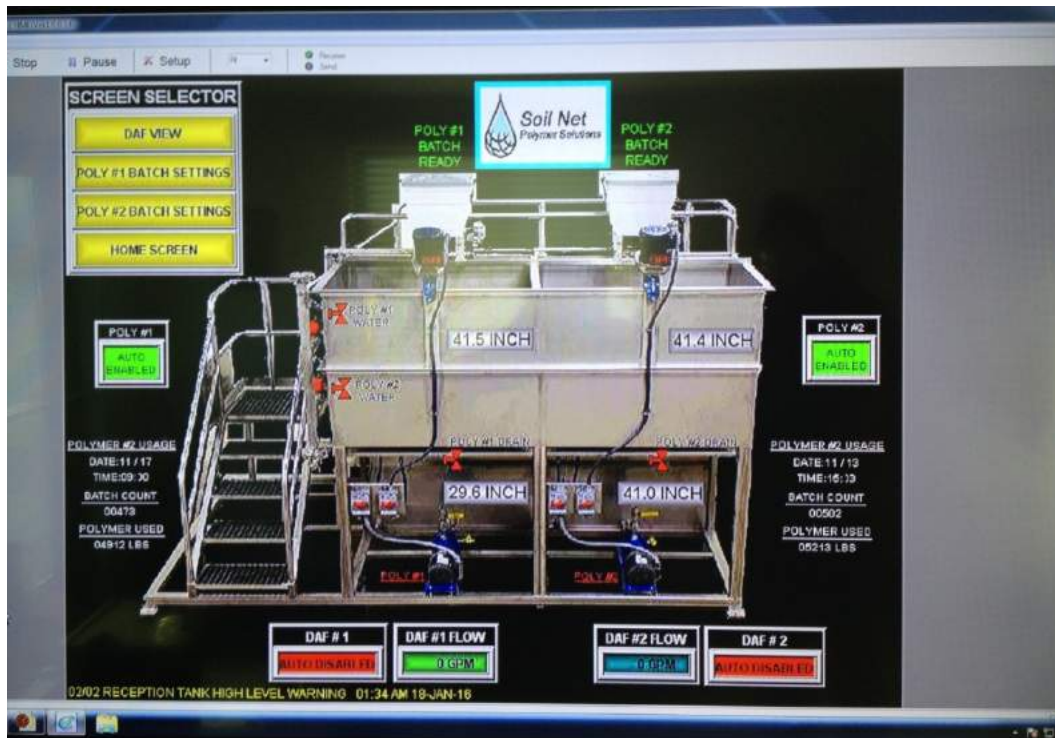 Stop
Pause
Setup
SCREEN SELECTOR
DAF VIEW
POLY #1 BATCH SETTINGS
POLY #2 BATCH SETTINGS
HOME SCREEN
POLY #1
BATCH
READY
Soil Net
Polymer Solutions
POLY #2
BATCH
READY
POLY #1
WATER
41.5 INCH
41.4 INCH
POLY #1
AUTO
ENABLED
POLY #2
AUTO
ENABLED
POLY #2
WATER
POLY #1 DRAIN
POLY #2 DRAIN
29.6 INCH
41.0 INCH
POLYMER #2 USAGE
DATE:11 / 17
BATCH COUNT
00473
POLYMER USED
04912 LBS
POLYMER #2 USAGE
DATE:11 / 13
BATCH COUNT
00502
POLYMER USED
05213 LBS
POLY #1
POLY #2
DAF # 1
AUTO DISABLED
DAF #1 FLOW
0 GPM
DAF #2 FLOW
0 GPM
DAF # 2
AUTO DISABLED
02/02 RECEPTION TANK HIGH LEVEL WARNING 01:34 AM 18-JAN-16